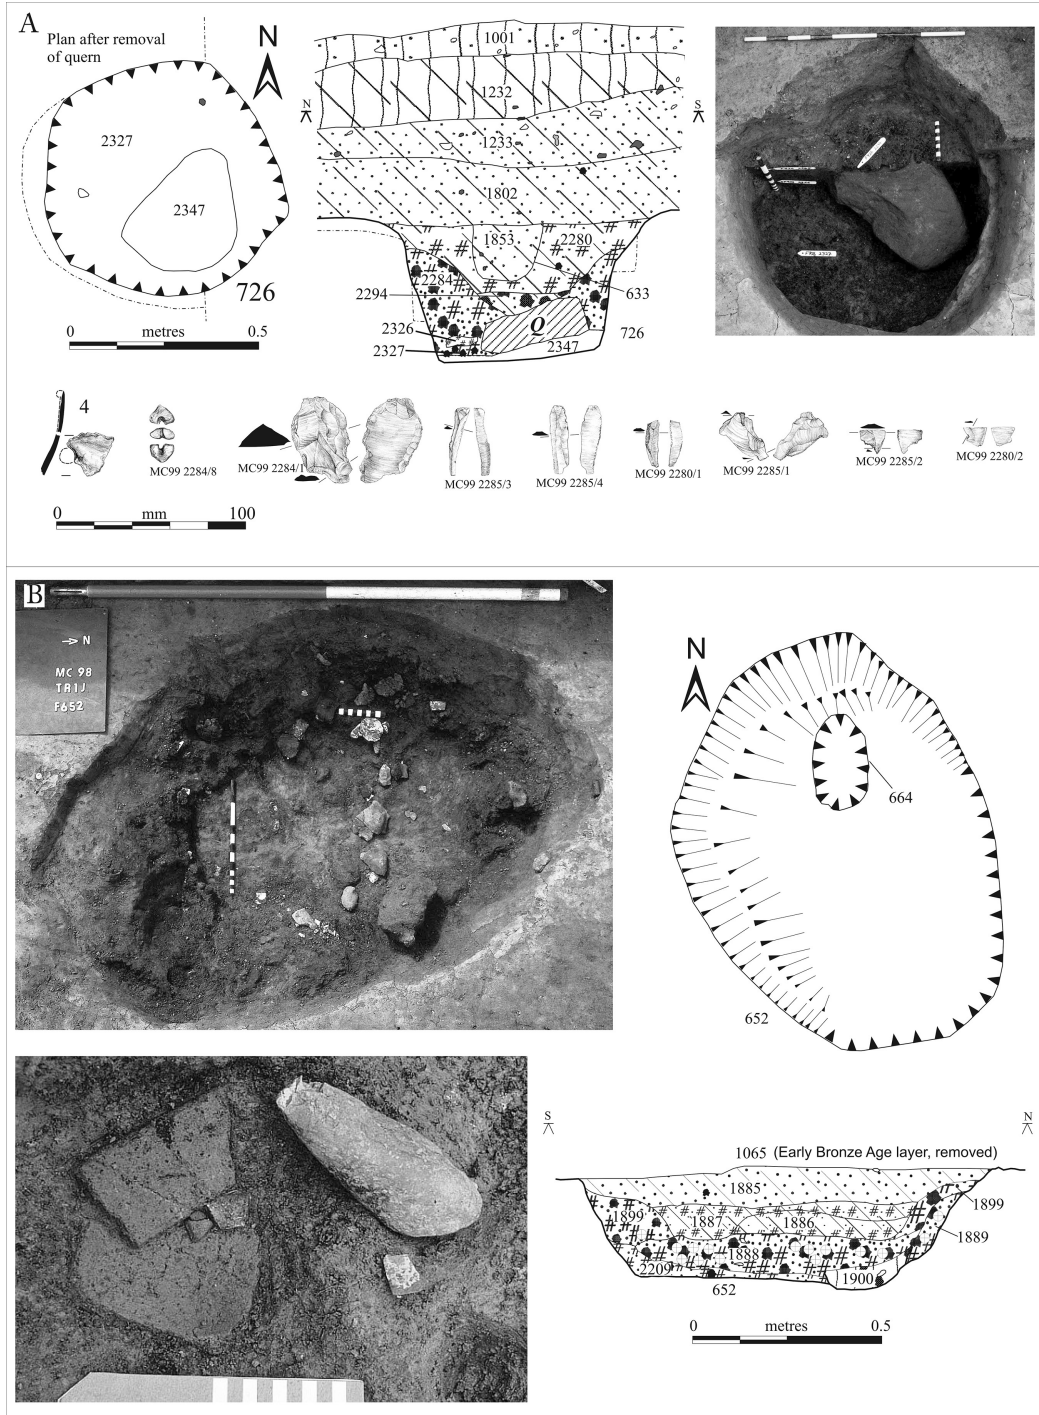 A
Plan after removal
of quern
N
2327
2347
726
0 metres 0.5
N
S
1001
1232
1233
1802
1853
2280
2284
2294
633
2326
Q
726
2327
2347
4
MC99 2284/8
MC99 2284/1
MC99 2285/3
MC99 2285/4
MC99 2280/1
MC99 2285/1
MC99 2285/2
MC99 2280/2
0 mm 100
B
→ N
MC 98
TR1J
F652
N
664
652
S
N
1065 (Early Bronze Age layer, removed)
1885
1899
1899
1887
1886
1889
1888
2209
1900
652
0 metres 0.5